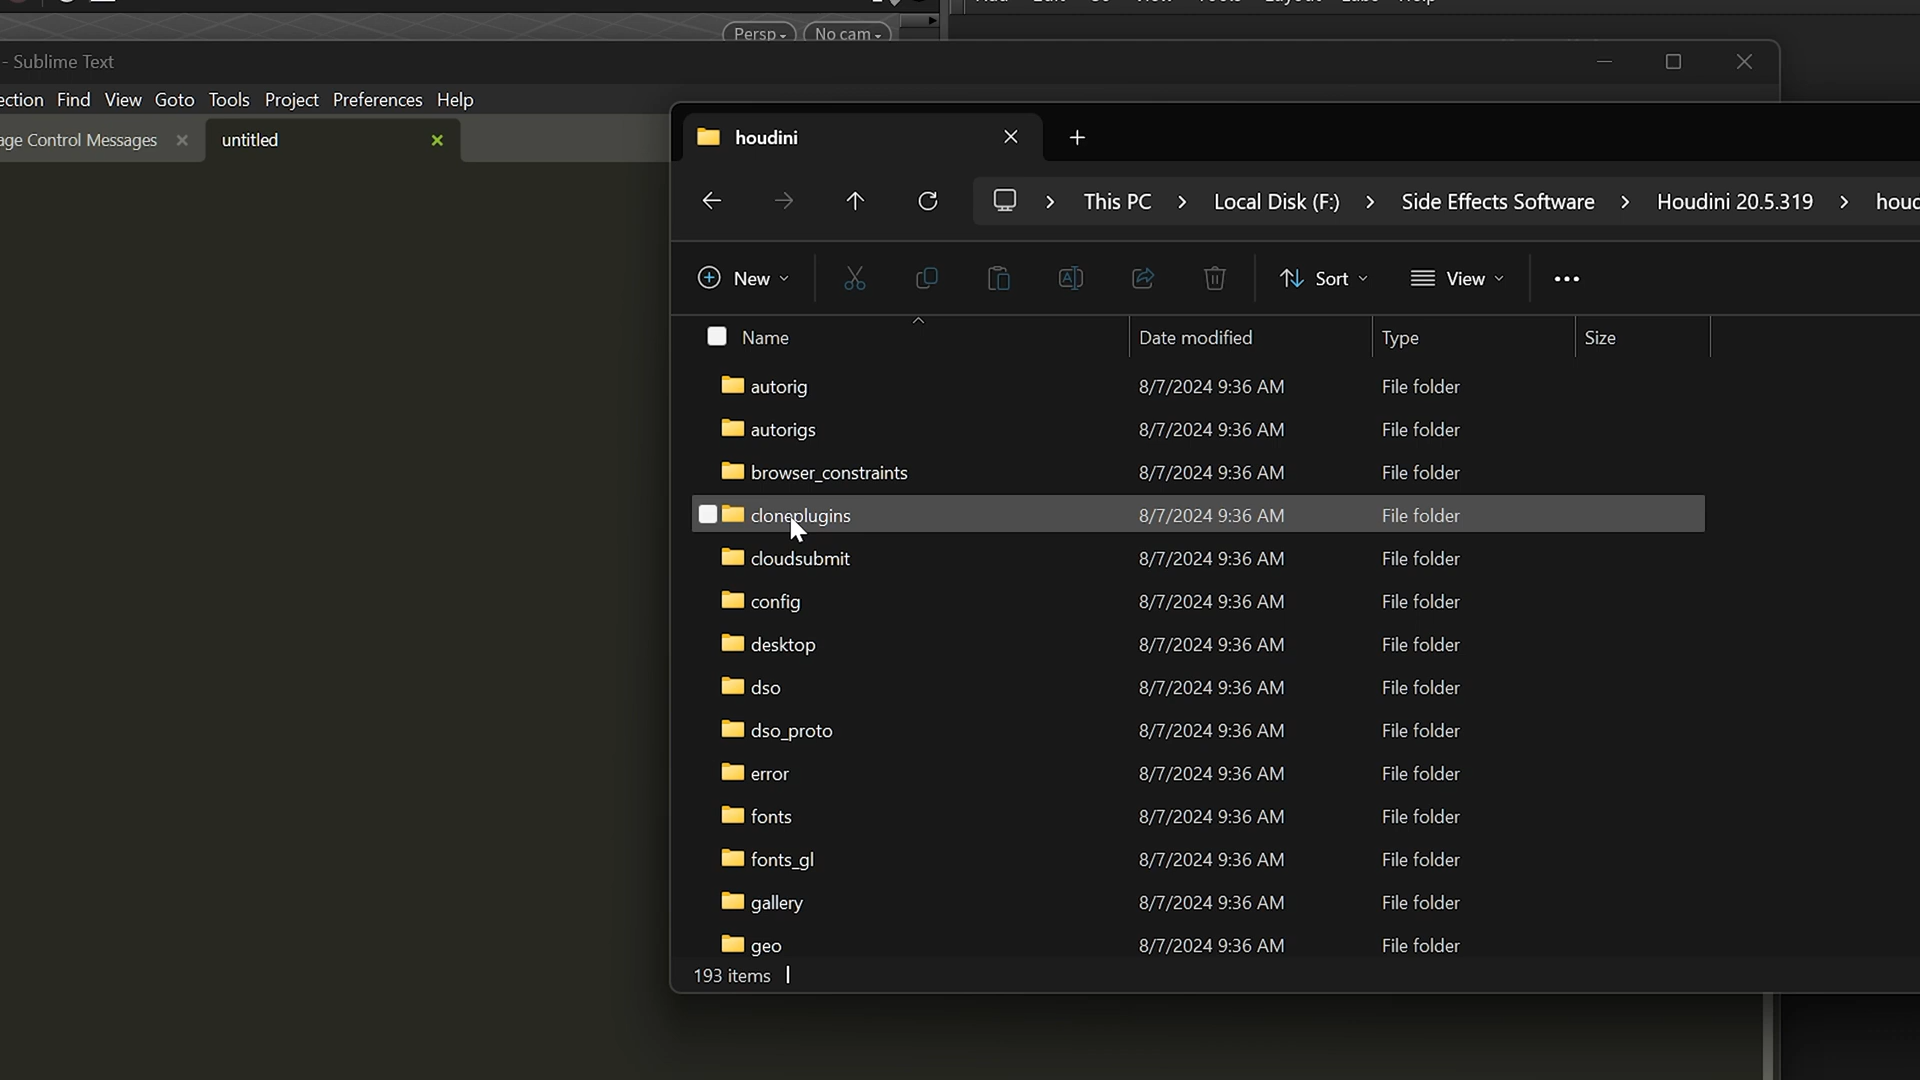 Persp No cam
- Sublime Text
ection Find View Goto Tools Project Preferences Help
age Control Messages untitled
houdini
This PC > Local Disk (F:) > Side Effects Software > Houdini 20.5.319 > houd
New Sort View
Name Date modified Type Size
autorig 8/7/2024 9:36 AM File folder
autorigs 8/7/2024 9:36 AM File folder
browser_constraints 8/7/2024 9:36 AM File folder
cloneplugins 8/7/2024 9:36 AM File folder
cloudsubmit 8/7/2024 9:36 AM File folder
config 8/7/2024 9:36 AM File folder
desktop 8/7/2024 9:36 AM File folder
dso 8/7/2024 9:36 AM File folder
dso_proto 8/7/2024 9:36 AM File folder
error 8/7/2024 9:36 AM File folder
fonts 8/7/2024 9:36 AM File folder
fonts_gl 8/7/2024 9:36 AM File folder
gallery 8/7/2024 9:36 AM File folder
geo 8/7/2024 9:36 AM File folder
193 items